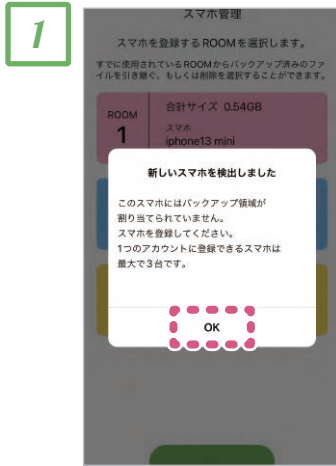 1
スマホ管理
スマホを登録するROOMを選択します。
すでに使用されているROOMからバックアップ済みのファ
イルを引き継ぐ、もしくは削除を選択することができます。
ROOM
1
合計サイズ 0.54GB
スマホ
iphone13 mini
新しいスマホを検出しました
このスマホにはバックアップ領域が
割り当てられていません。
スマホを登録してください。
1つのアカウントに登録できるスマホは
最大で3台です。
OK